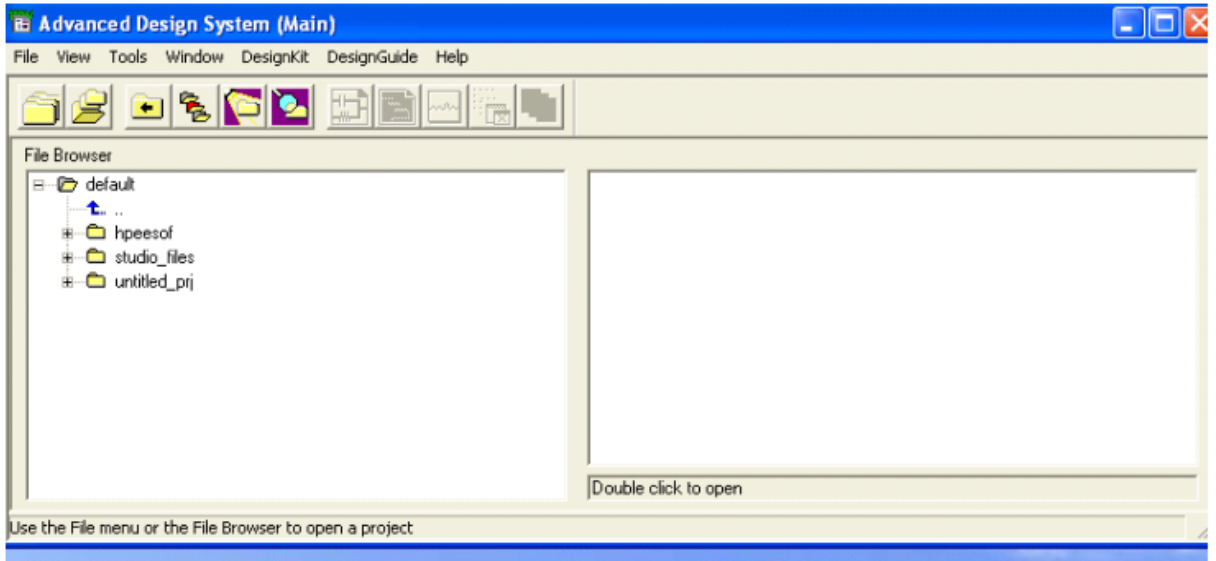 Advanced Design System (Main)
File View Tools Window DesignKit DesignGuide Help
File Browser
default
..
hpeesof
studio_files
untitled_prj
Double click to open
Use the File menu or the File Browser to open a project